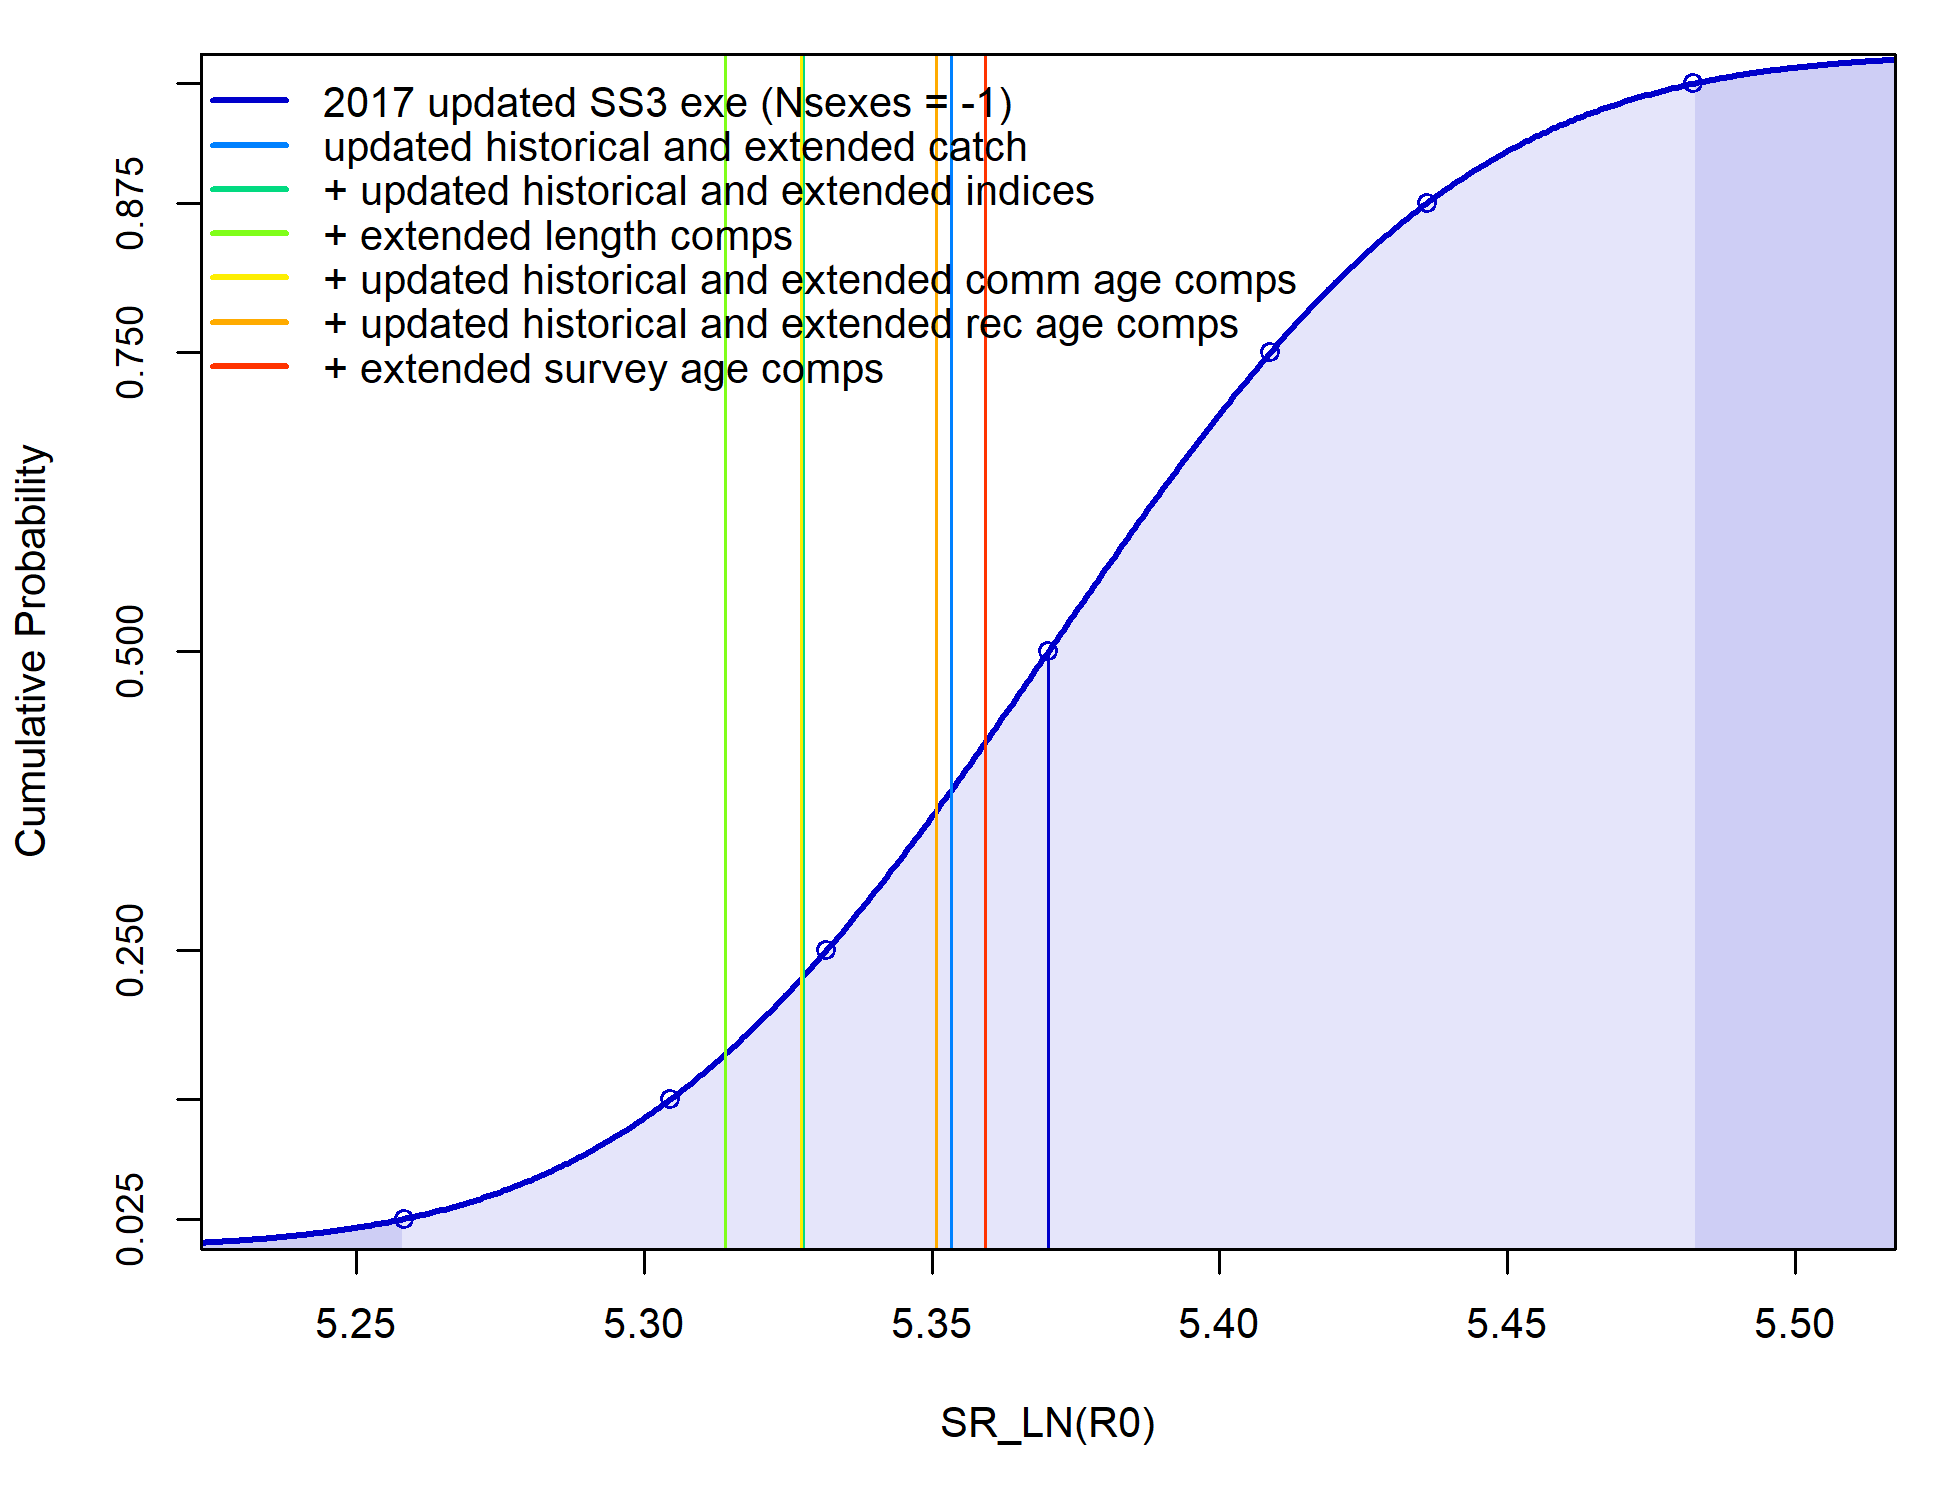 2017 updated SS3 exe (Nsexes = -1)
updated historical and extended catch
+ updated historical and extended indices
+ extended length comps
+ updated historical and extended comm age comps
+ updated historical and extended rec age comps
+ extended survey age comps
Cumulative Probability
0.875
0.750
0.500
0.250
0.025
5.25 5.30 5.35 5.40 5.45 5.50
SR_LN(R0)